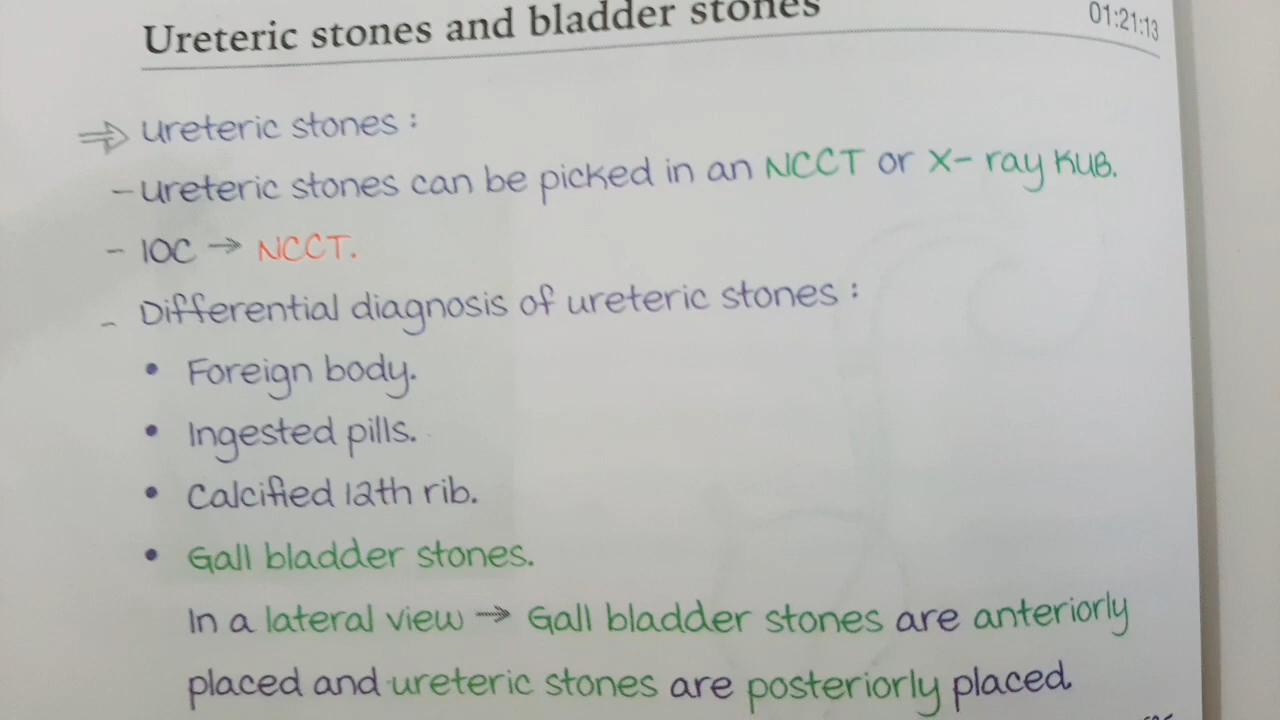 Ureteric stones and bladder stones
01:21:13
⇒ ureteric stones :
- ureteric stones can be picked in an NCCT or X- ray KUB.
- IOC → NCCT.
- Differential diagnosis of ureteric stones :
• Foreign body.
• Ingested pills.
• Calcified 12th rib.
• Gall bladder stones.
In a lateral view → Gall bladder stones are anteriorly
placed and ureteric stones are posteriorly placed